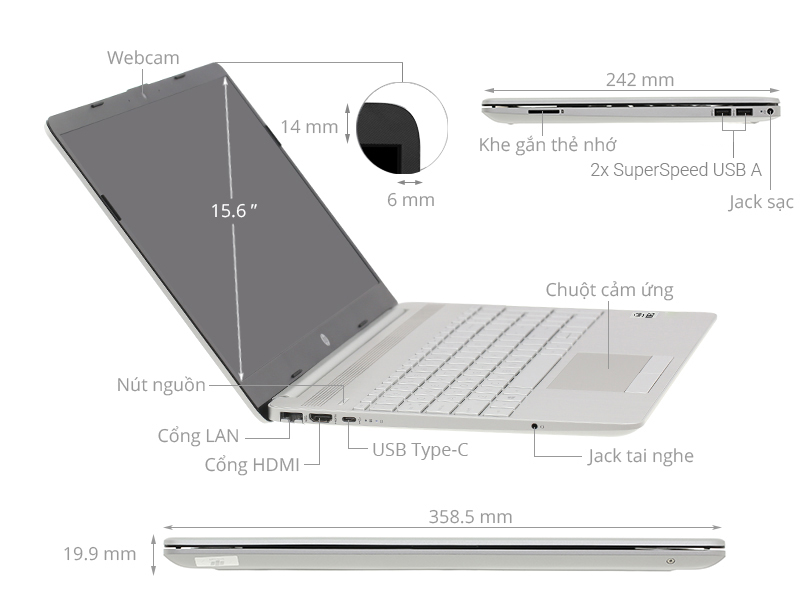 Webcam
14 mm
6 mm
15.6 ”
242 mm
Khe gắn thẻ nhớ
2x SuperSpeed USB A
Jack sạc
Chuột cảm ứng
Nút nguồn
Cổng LAN
Cổng HDMI
USB Type-C
Jack tai nghe
358.5 mm
19.9 mm
hp